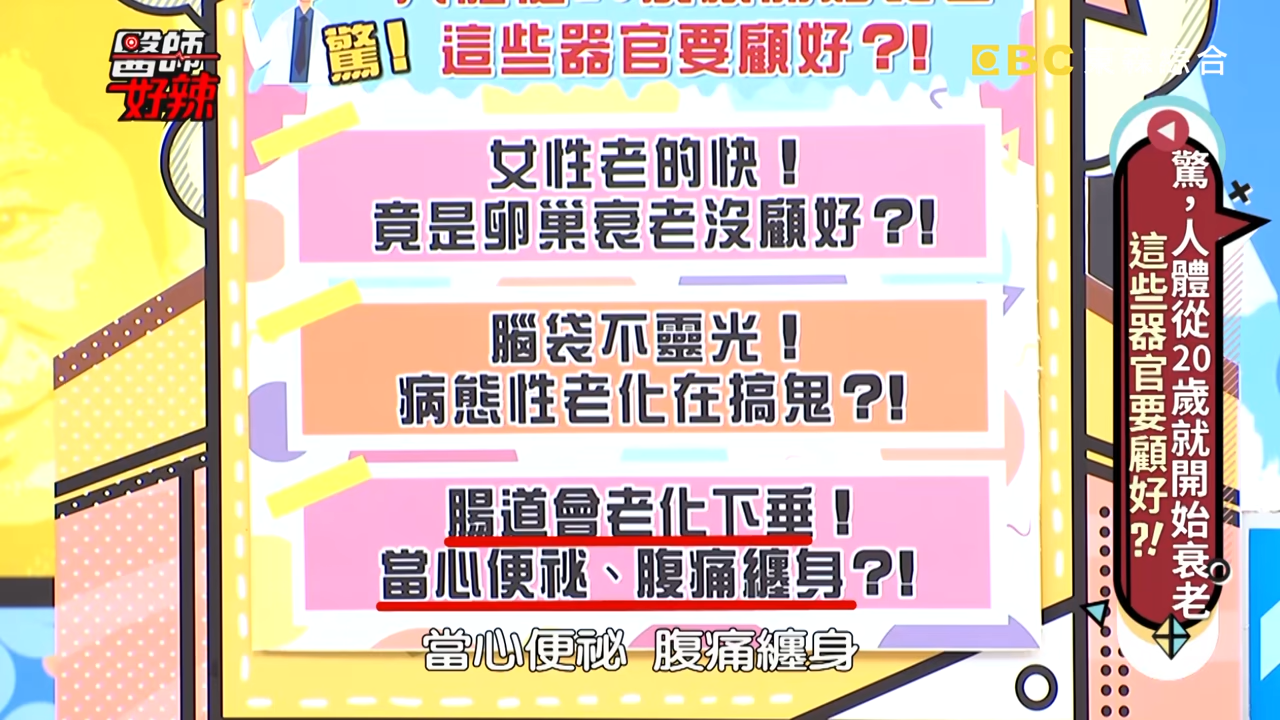 醫師
好辣
驚!
這些器官要顧好?!
EBC
女性老的快!
竟是卵巢衰老沒顧好?!
腦袋不靈光!
病態性老化在搞鬼?!
腸道會老化下垂!
當心便祕、腹痛纏身?!
當心便祕 腹痛纏身
驚,人體從20歲就開始衰老
這些器官要顧好?!